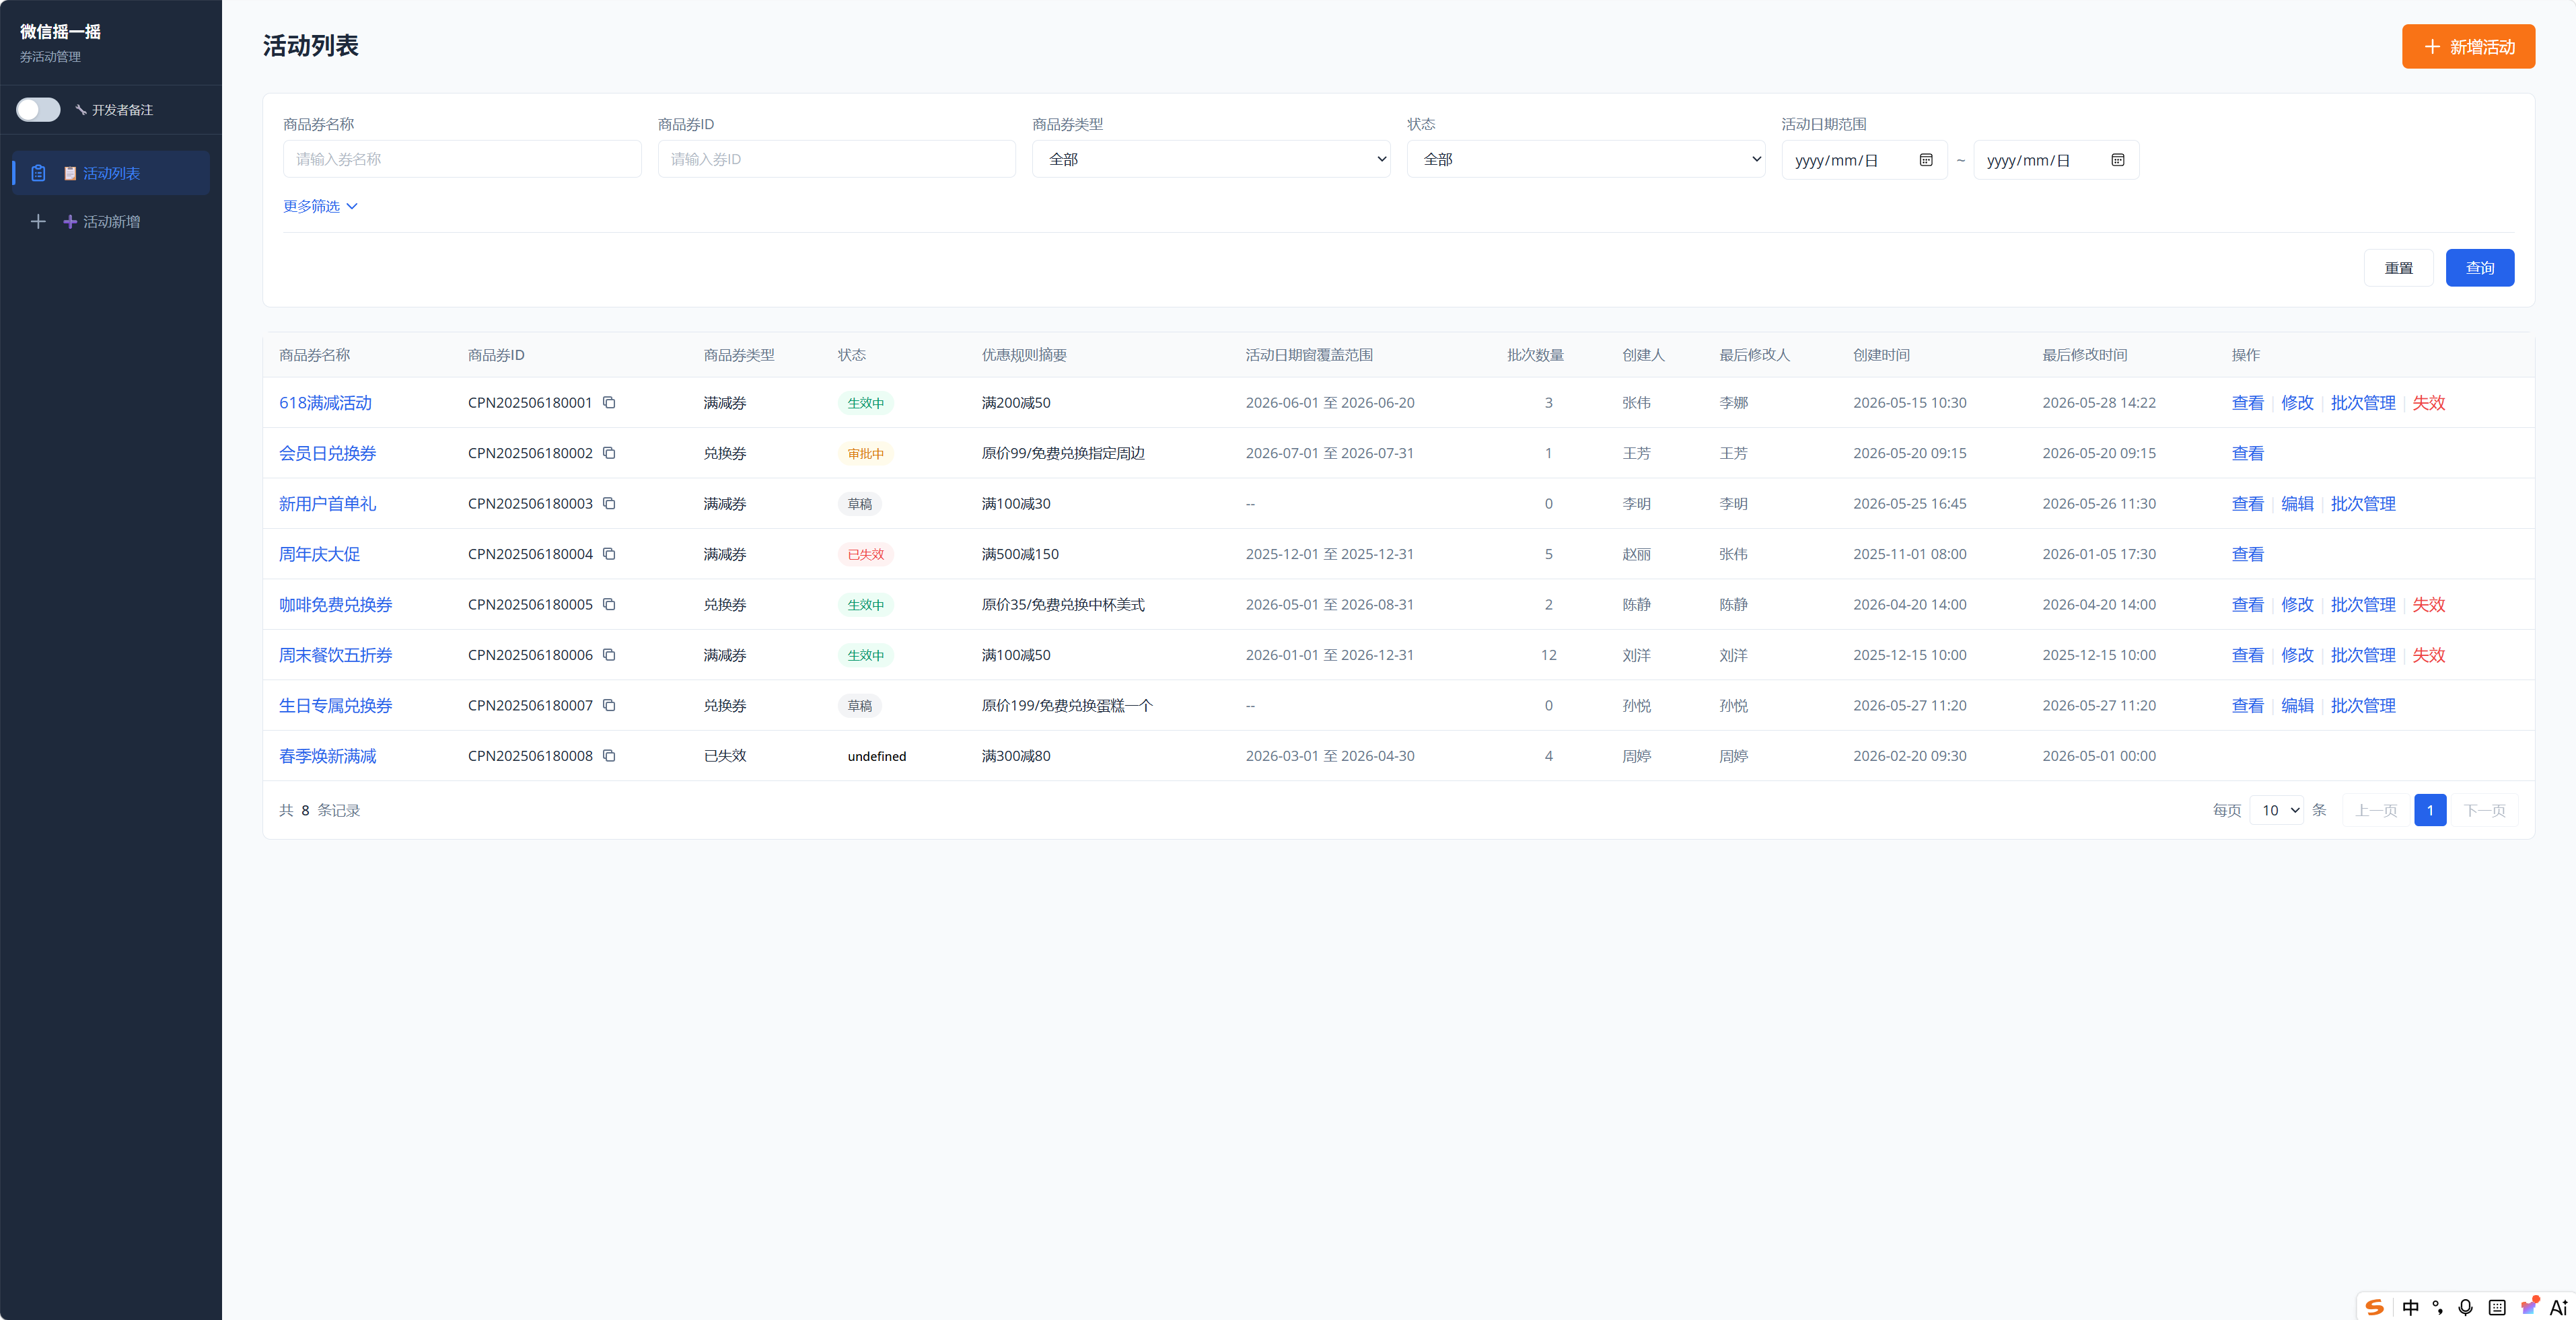 微信摇一摇
券活动管理
开发者备注
活动列表
活动新增
活动列表
新增活动
商品券名称 商品券ID 商品券类型 状态 活动日期范围
请输入券名称 请输入券ID 全部 全部 yyyy/mm/日 ~ yyyy/mm/日
更多筛选
重置 查询
商品券名称 商品券ID 商品券类型 状态 优惠规则摘要 活动日期窗覆盖范围 批次数量 创建人 最后修改人 创建时间 最后修改时间 操作
618满减活动 CPN202506180001 满减券 生效中 满200减50 2026-06-01 至 2026-06-20 3 张伟 李娜 2026-05-15 10:30 2026-05-28 14:22 查看 修改 批次管理 失效
会员日兑换券 CPN202506180002 兑换券 审批中 原价99/免费兑换指定周边 2026-07-01 至 2026-07-31 1 王芳 王芳 2026-05-20 09:15 2026-05-20 09:15 查看
新用户首单礼 CPN202506180003 满减券 草稿 满100减30 -- 0 李明 李明 2026-05-25 16:45 2026-05-26 11:30 查看 编辑 批次管理
周年庆大促 CPN202506180004 满减券 已失效 满500减150 2025-12-01 至 2025-12-31 5 赵丽 张伟 2025-11-01 08:00 2026-01-05 17:30 查看
咖啡免费兑换券 CPN202506180005 兑换券 生效中 原价35/免费兑换中杯美式 2026-05-01 至 2026-08-31 2 陈静 陈静 2026-04-20 14:00 2026-04-20 14:00 查看 修改 批次管理 失效
周末餐饮五折券 CPN202506180006 满减券 生效中 满100减50 2026-01-01 至 2026-12-31 12 刘洋 刘洋 2025-12-15 10:00 2025-12-15 10:00 查看 修改 批次管理 失效
生日专属兑换券 CPN202506180007 兑换券 草稿 原价199/免费兑换蛋糕一个 -- 0 孙悦 孙悦 2026-05-27 11:20 2026-05-27 11:20 查看 编辑 批次管理
春季焕新满减 CPN202506180008 已失效 undefined 满300减80 2026-03-01 至 2026-04-30 4 周婷 周婷 2026-02-20 09:30 2026-05-01 00:00
共 8 条记录 每页 10 条 上一页 1 下一页
中 Ai